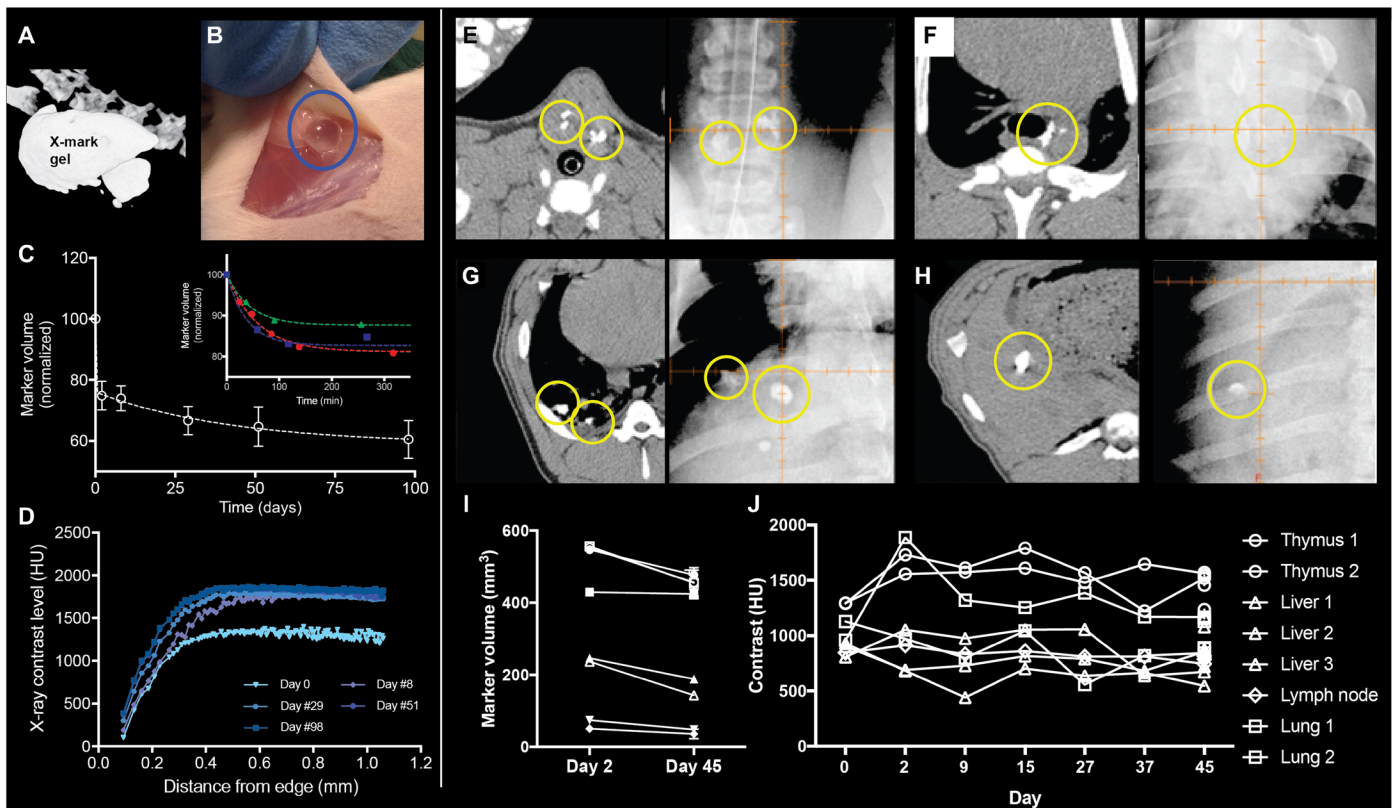 A
X-mark
gel
B
C
Marker volume
(normalized)
120
100
80
60
0
25
50
75
100
Time (days)
Marker volume
(normalized)
100
90
80
0
100
200
300
Time (min)
D
X-ray contrast level (HU)
2500
2000
1500
1000
500
0
0.0
0.2
0.4
0.6
0.8
1.0
1.2
Distance from edge (mm)
Day 0
Day #8
Day #29
Day #51
Day #98
E
F
G
H
F
I
Marker volume (mm3)
600
400
200
0
Day 2
Day 45
J
Contrast (HU)
2000
1500
1000
500
0
0
2
9
15
27
37
45
Day
Thymus 1
Thymus 2
Liver 1
Liver 2
Liver 3
Lymph node
Lung 1
Lung 2